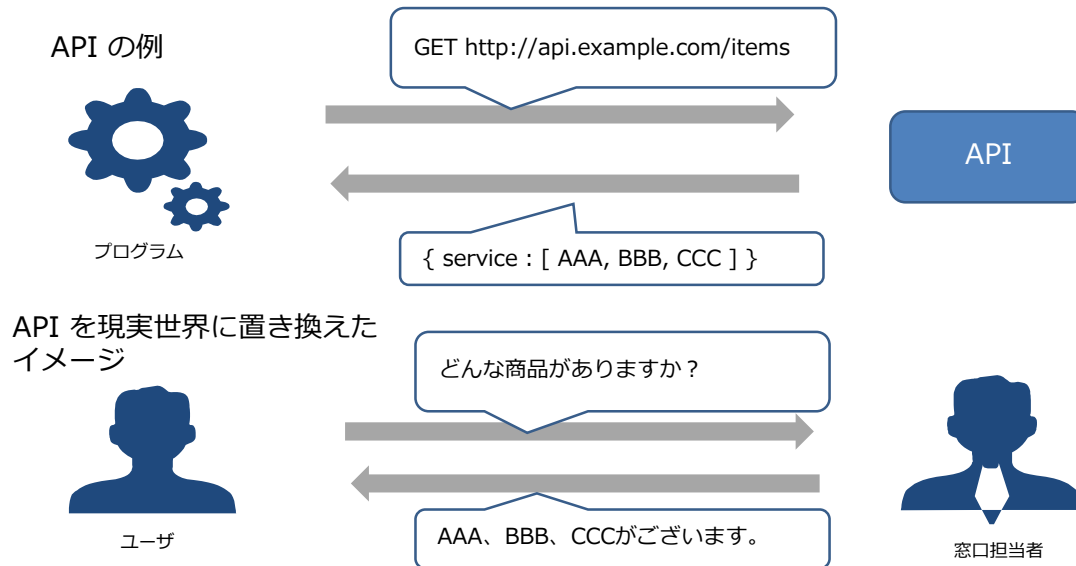 API の例
GET http://api.example.com/items
API
プログラム
{ service : [ AAA, BBB, CCC ] }
API を現実世界に置き換えた
イメージ
どんな商品がありますか？
ユーザ
AAA、BBB、CCCがございます。
窓口担当者